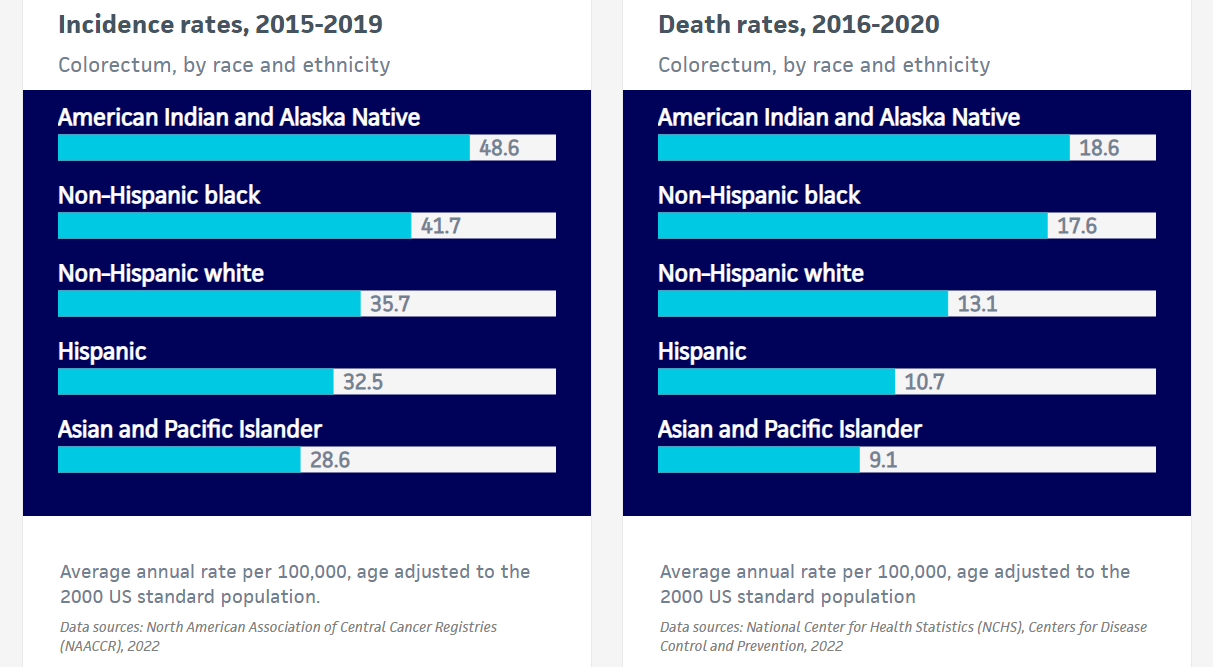 Incidence rates, 2015-2019
Colorectum, by race and ethnicity
American Indian and Alaska Native
48.6
Non-Hispanic black
41.7
Non-Hispanic white
35.7
Hispanic
32.5
Asian and Pacific Islander
28.6
Average annual rate per 100,000, age adjusted to the
2000 US standard population.
Data sources: North American Association of Central Cancer Registries
(NAACCR), 2022
Death rates, 2016-2020
Colorectum, by race and ethnicity
American Indian and Alaska Native
18.6
Non-Hispanic black
17.6
Non-Hispanic white
13.1
Hispanic
10.7
Asian and Pacific Islander
9.1
Average annual rate per 100,000, age adjusted to the
2000 US standard population
Data sources: National Center for Health Statistics (NCHS), Centers for Disease
Control and Prevention, 2022